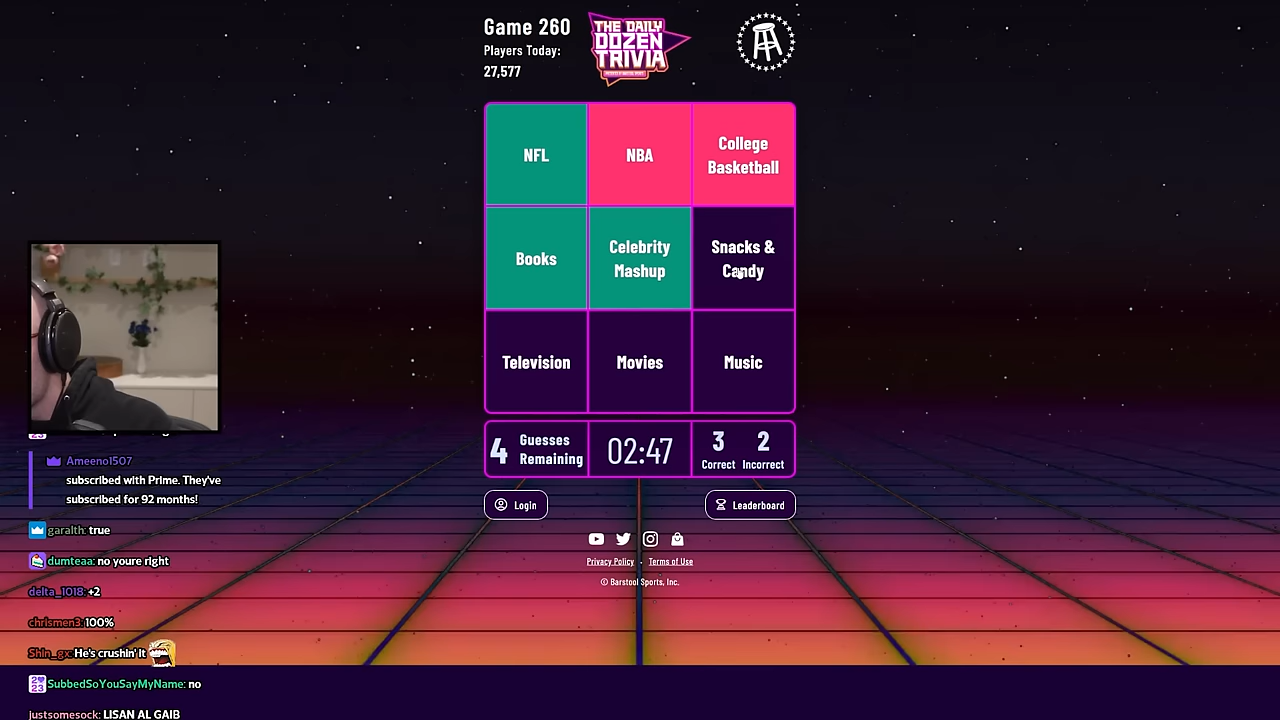 Game 260
Players Today:
27,577
THE DAILY
DOZEN
TRIVIA
NFL
NBA
College
Basketball
Books
Celebrity
Mashup
Snacks &
Candy
Television
Movies
Music
4
Guesses
Remaining
02:47
3
Correct
2
Incorrect
Login
Leaderboard
Privacy Policy - Terms of Use
© Barstool Sports, Inc.
Ameeno1507
subscribed with Prime. They've
subscribed for 92 months!
garalth: true
dumteaa: no youre right
delta_1018: +2
chrismen3: 100%
Shin_gx: He's crushin' it
SubbedSoYouSayMyName: no
justsomesock: LISAN AL GAIB